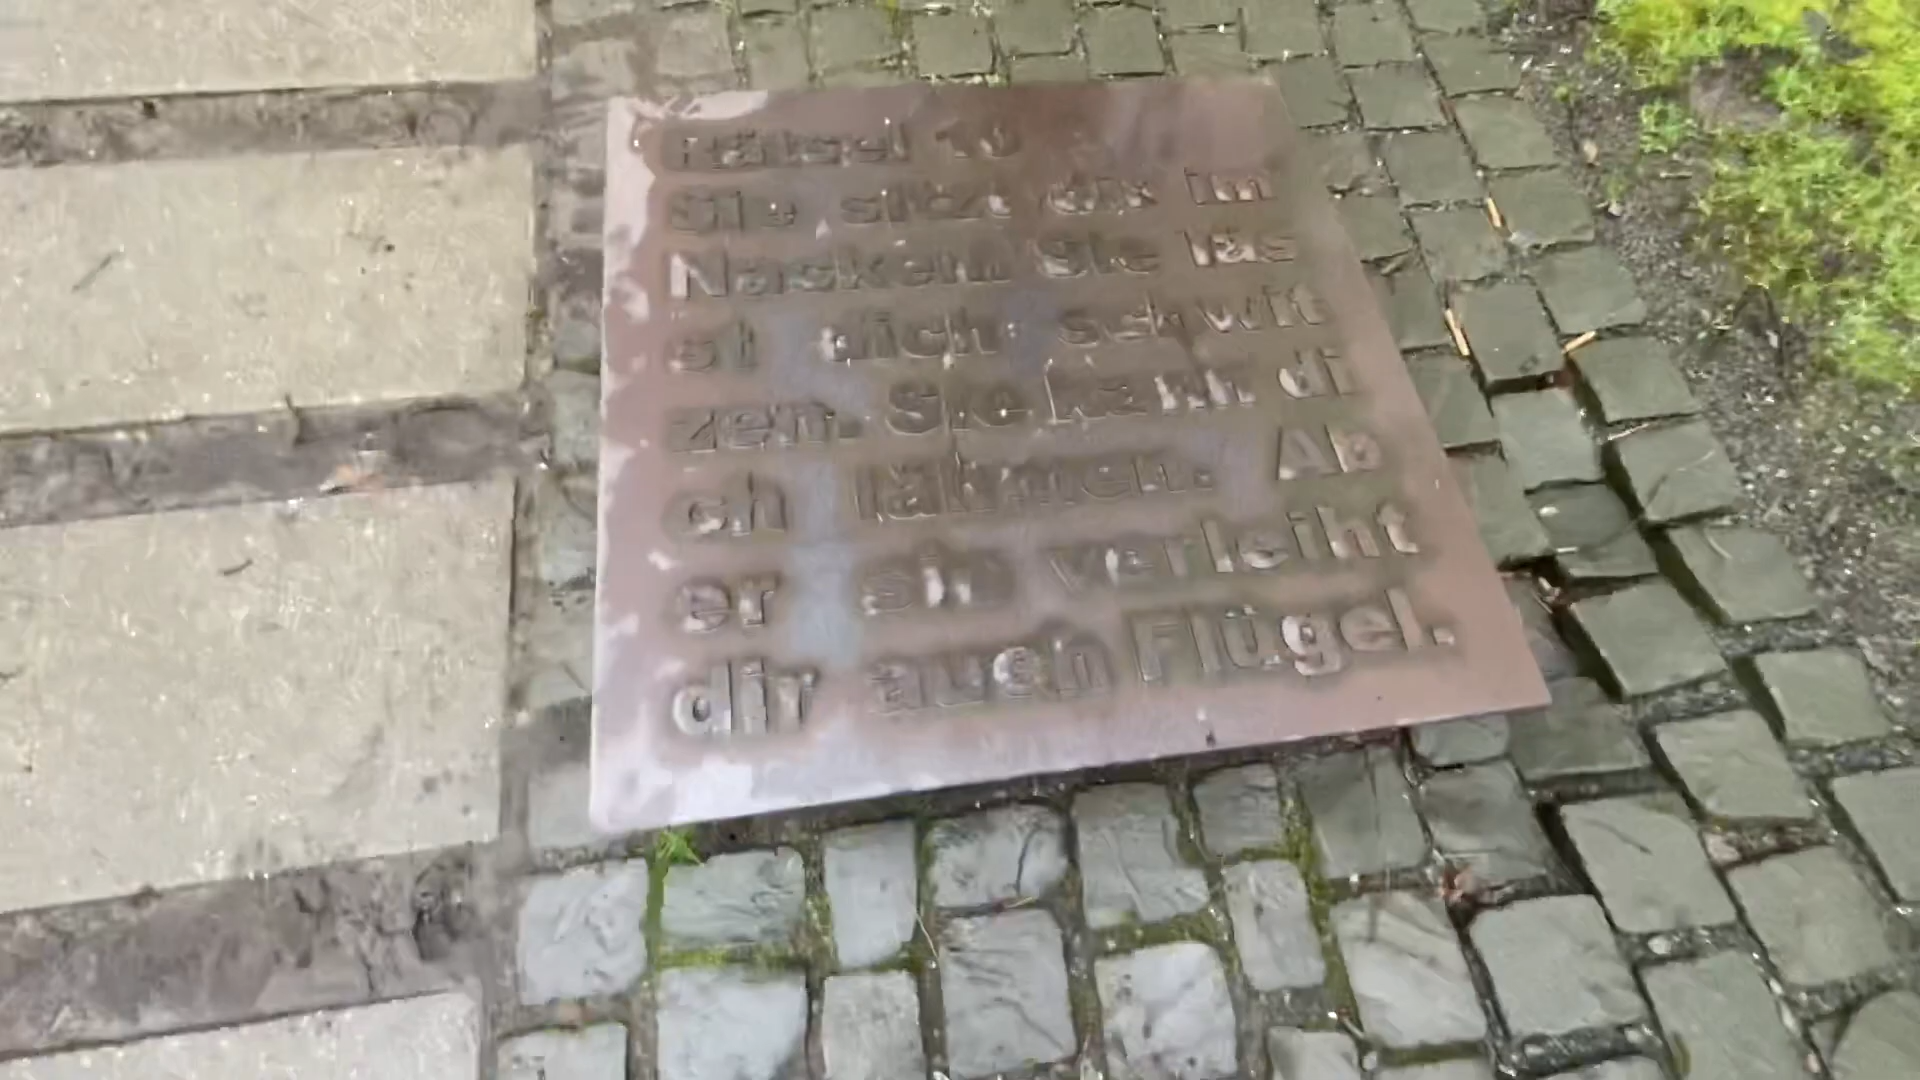 Rätsel 10
Sie sitzt dir im
Nacken. Sie läs
st dich schwit
zen. Sie kann di
ch lähmen. Ab
er sie verleiht
dir auch Flügel.